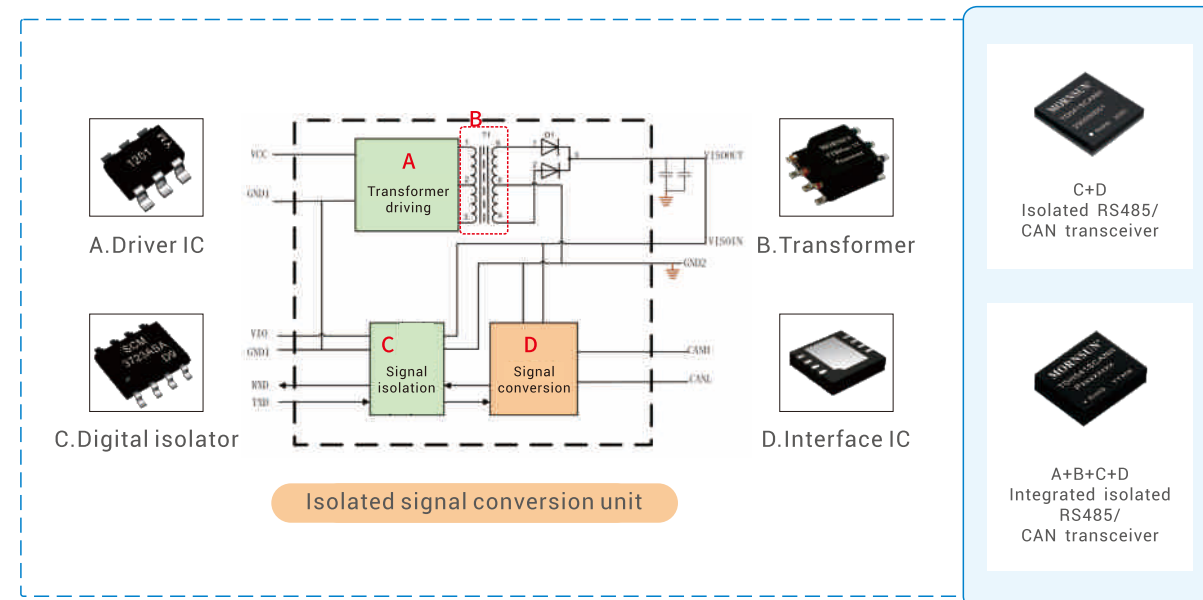 1201
A.Driver IC
SCM
3723ASA
D9
C.Digital isolator
VCC
GND1
VIO
GND1
RXD
TXD
A
Transformer
driving
B
T1
D1
VISOUT
VISOIN
GND2
C
Signal
isolation
D
Signal
conversion
CANH
CANL
Isolated signal conversion unit
B.Transformer
D.Interface IC
MORNSUN
C+D
Isolated RS485/
CAN transceiver
MORNSUN
A+B+C+D
Integrated isolated
RS485/
CAN transceiver